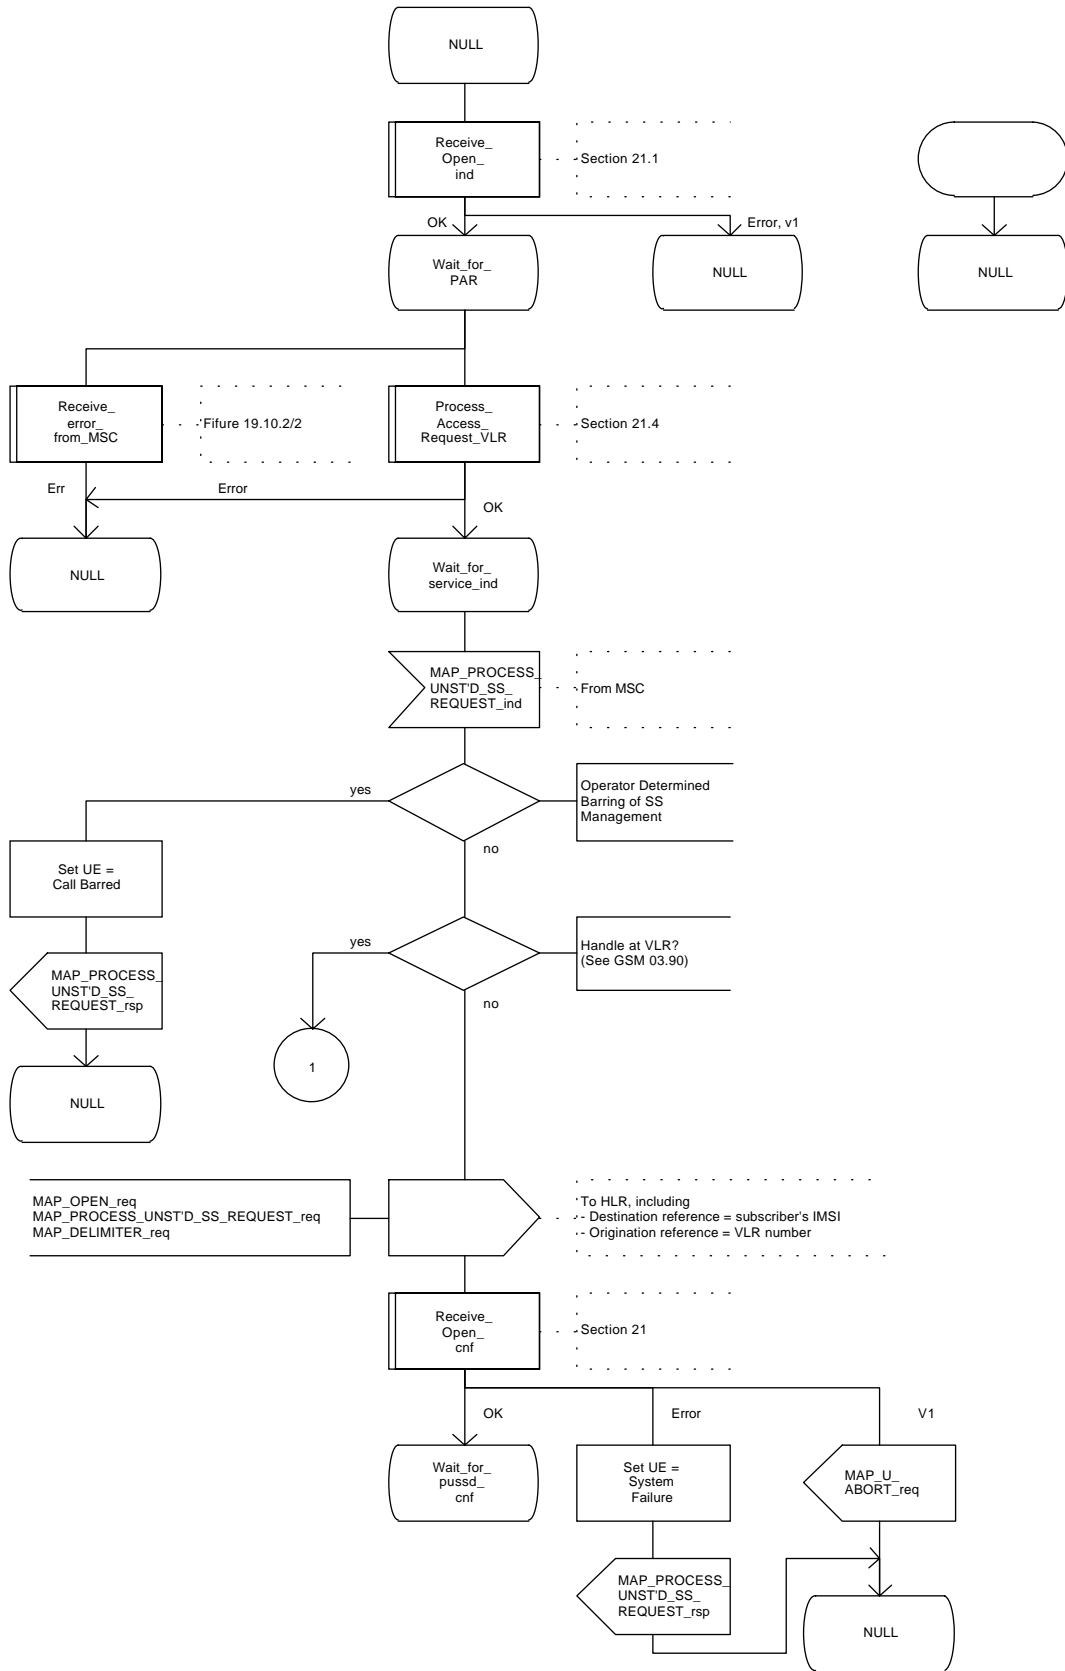 NULL
Receive_
Open_
ind
Section 21.1
OK
Error, v1
Wait_for_
PAR
NULL
NULL
Receive_
error_
from_MSC
Fifure 19.10.2/2
Process_
Access_
Request_VLR
Section 21.4
Err
Error
OK
NULL
Wait_for_
service_ind
MAP_PROCESS_
UNST'D_SS_
REQUEST_ind
From MSC
yes
Operator Determined
Barring of SS
Management
no
Set UE =
Call Barred
yes
Handle at VLR?
(See GSM 03.90)
no
MAP_PROCESS_
UNST'D_SS_
REQUEST_rsp
1
NULL
MAP_OPEN_req
MAP_PROCESS_UNST'D_SS_REQUEST_req
MAP_DELIMITER_req
To HLR, including
- Destination reference = subscriber's IMSI
- Origination reference = VLR number
Receive_
Open_
cnf
Section 21
OK
Error
V1
Wait_for_
pussd_
cnf
Set UE =
System
Failure
MAP_U_
ABORT_req
MAP_PROCESS_
UNST'D_SS_
REQUEST_rsp
NULL